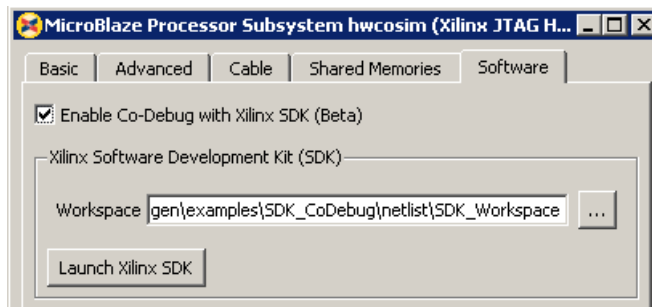 MicroBlaze Processor Subsystem hwcosim (Xilinx JTAG H...
Basic Advanced Cable Shared Memories Software
Enable Co-Debug with Xilinx SDK (Beta)
Xilinx Software Development Kit (SDK)
Workspace gen\examples\SDK_CoDebug\netlist\SDK_Workspace ...
Launch Xilinx SDK